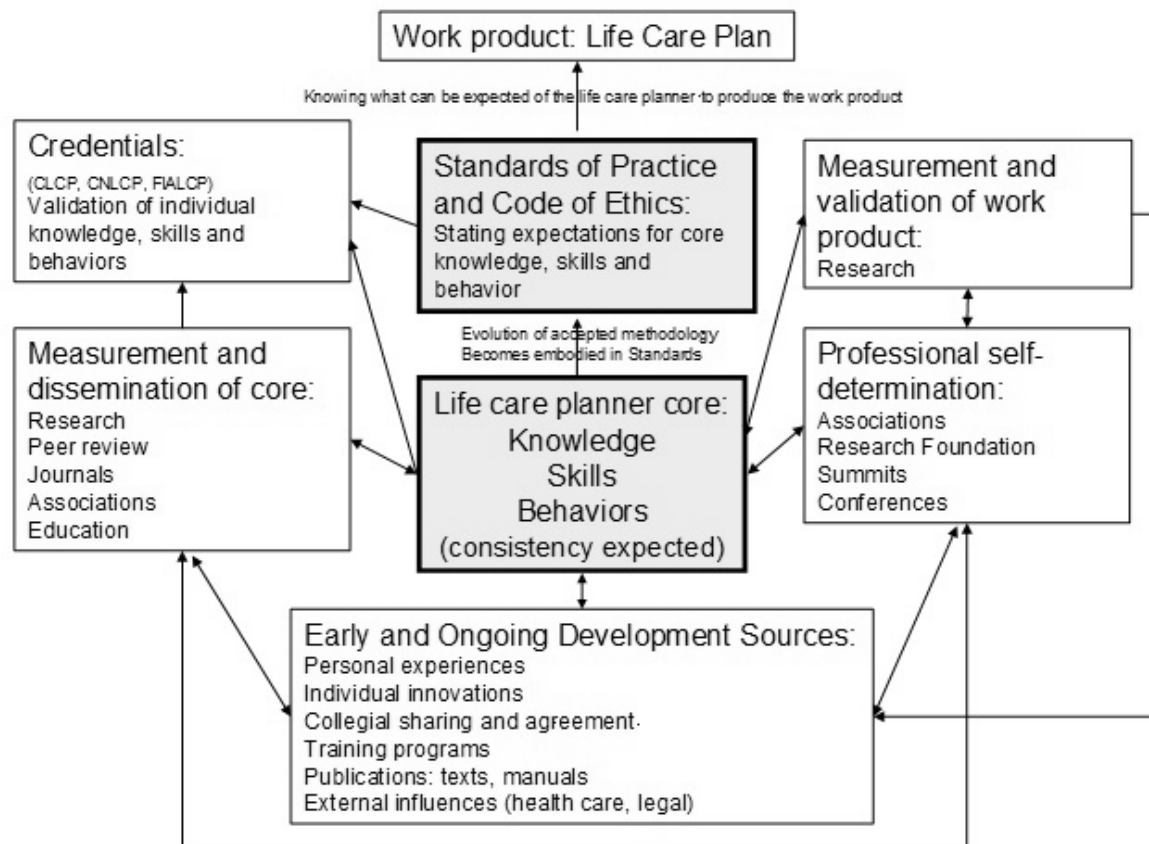 Work product: Life Care Plan
Knowing what can be expected of the life care planner to produce the work product
Credentials:
(CLCP, CNLCP, FIALCP)
Validation of individual
knowledge, skills and
behaviors
Standards of Practice
and Code of Ethics:
Stating expectations for core
knowledge, skills and
behavior
Measurement and
validation of work
product:
Research
Evolution of accepted methodology
Becomes embodied in Standards
Measurement and
dissemination of core:
Research
Peer review
Journals
Associations
Education
Life care planner core:
Knowledge
Skills
Behaviors
(consistency expected)
Professional self-
determination:
Associations
Research Foundation
Summits
Conferences
Early and Ongoing Development Sources:
Personal experiences
Individual innovations
Collegial sharing and agreement.
Training programs
Publications: texts, manuals
External influences (health care, legal)